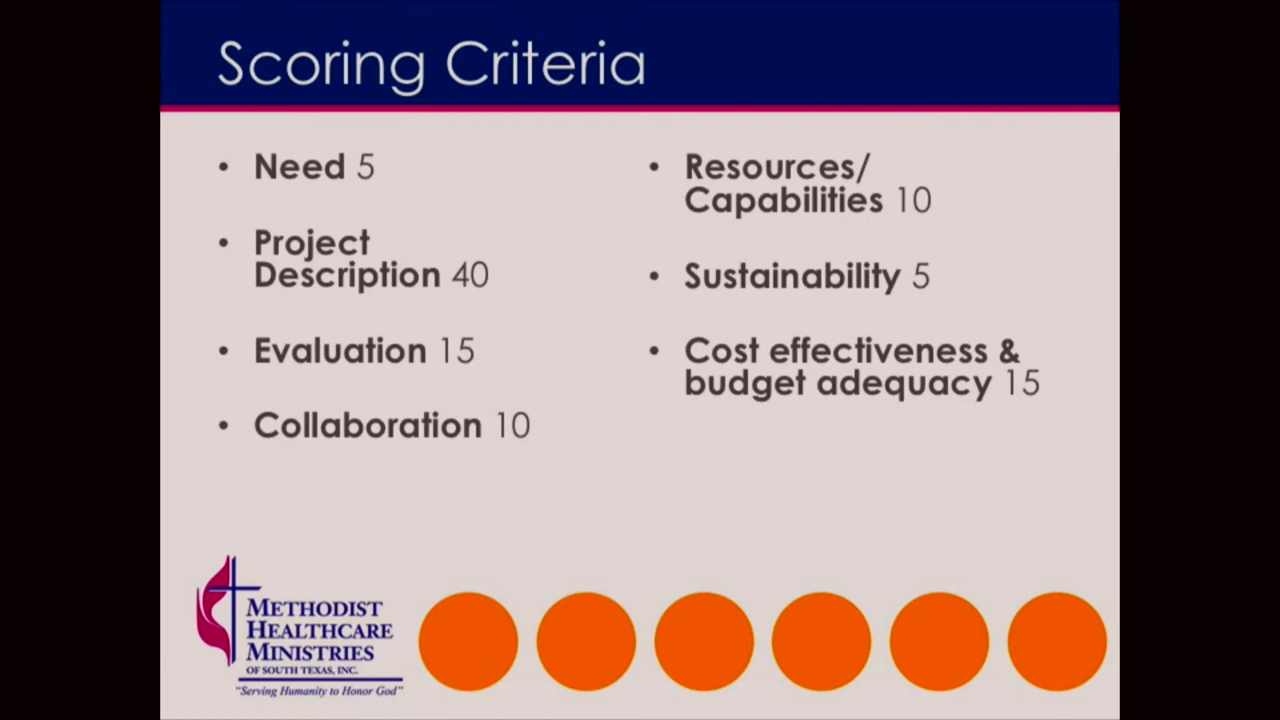 Scoring Criteria
• Need 5
• Project
Description 40
• Evaluation 15
• Collaboration 10
• Resources/
Capabilities 10
• Sustainability 5
• Cost effectiveness &
budget adequacy 15
METHODIST
HEALTHCARE
MINISTRIES
OF SOUTH TEXAS, INC.
"Serving Humanity to Honor God"